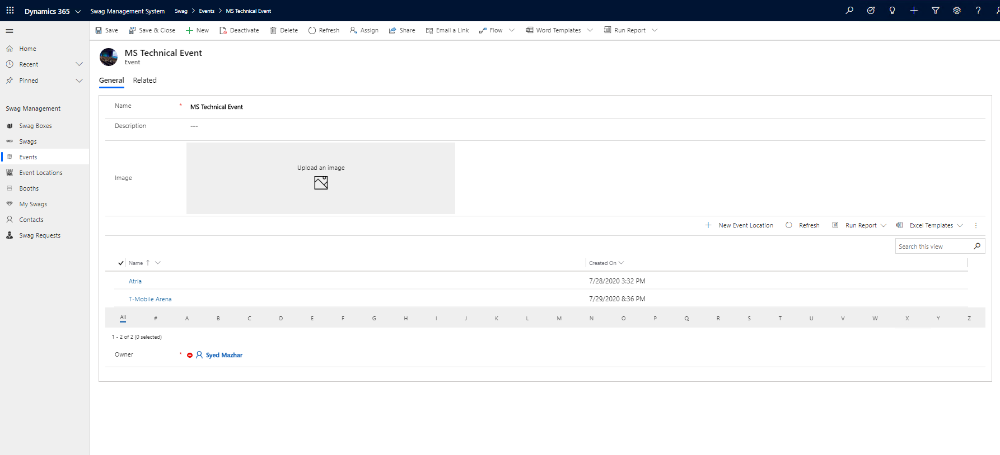 Dynamics 365 Swag Management System Swag Events MS Technical Event ?
Save Save & Close New Deactivate Delete Refresh Assign Share Email a Link Flow Word Templates Run Report
Home
Recent
Pinned
Swag Management
Swag Boxes
Swags
Events
Event Locations
Booths
My Swags
Contacts
Swag Requests
MS Technical Event
Event
General Related
Name * MS Technical Event
Description ---
Upload an image
Image
New Event Location Refresh Run Report Excel Templates
Search this view
Name Created On
Atria 7/28/2020 3:32 PM
T-Mobile Arena 7/29/2020 8:36 PM
All # A B C D E F G H I J K L M N O P Q R S T U V W X Y Z
1 - 2 of 2 (0 selected)
Owner * Syed Mazhar